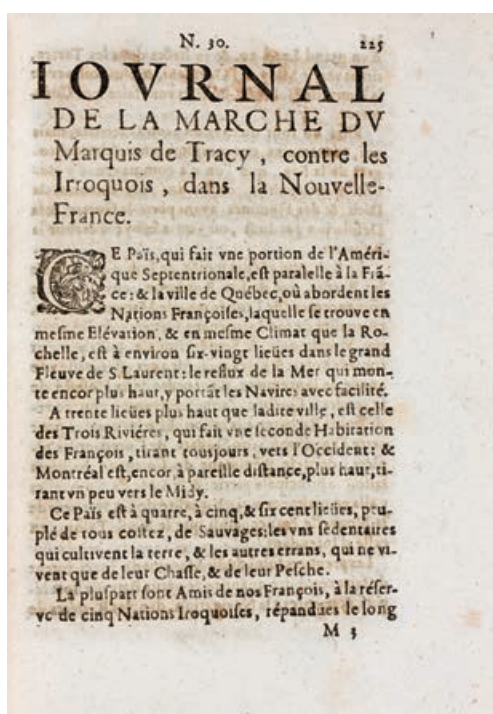 N. 30. 225
IOVRNAL
DE LA MARCHE DV
Marquis de Tracy, contre les
Irroquois, dans la Nouvelle-
France.
CE Païs, qui fait vne portion de l'Améri-
que Septentrionale, est paralelle à la Frã-
ce: & la ville de Québec, où abordent les
Nations Françoises, laquelle se trouve en
mesme Elévation, & en mesme Climat que la Ro-
chelle, est à environ six-vingt lieües dans le grand
Fleuve de S. Laurent: le reflux de la Mer qui mon-
te encor plus haut, y portãt les Navires avec facilité.
A trente lieües plus haut que ladite ville, est celle
des Trois Riviéres, qui fait vne seconde Habitation
des François, tirant tousjours, vers l'Occident: &
Montréal est, encor, à pareille distance, plus haut, ti-
rant vn peu vers le Midy.
Ce Païs est à quatre, à cinq, & six cent lieües, peu-
plé de tous costez, de Sauvages: les vns sedentaires
qui cultivent la terre, & les autres errans, qui ne vi-
vent que de leur Chasse, & de leur Pesche.
La pluspart sont Amis de nos François, à la réser-
ve de cinq Nations Iroquoises, répandües le long
M 3